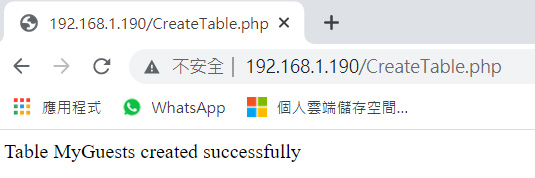 192.168.1.190/CreateTable.php
不安全 | 192.168.1.190/CreateTable.php
應用程式 WhatsApp 個人雲端儲存空間...
Table MyGuests created successfully